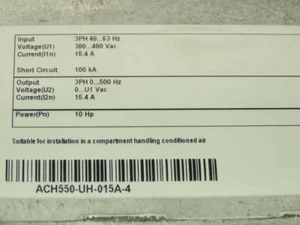 Input 3PH 48...63 Hz
Voltage(U1) 380...480 Vac
Current(I1n) 15.4 A
Short Circuit 100 kA
Output 3PH 0...500 Hz
Voltage(U2) 0...U1 Vac
Current(I2n) 15.4 A
Power(Pn) 10 Hp
Suitable for installation in a compartment handling conditioned air
ACH550-UH-015A-4